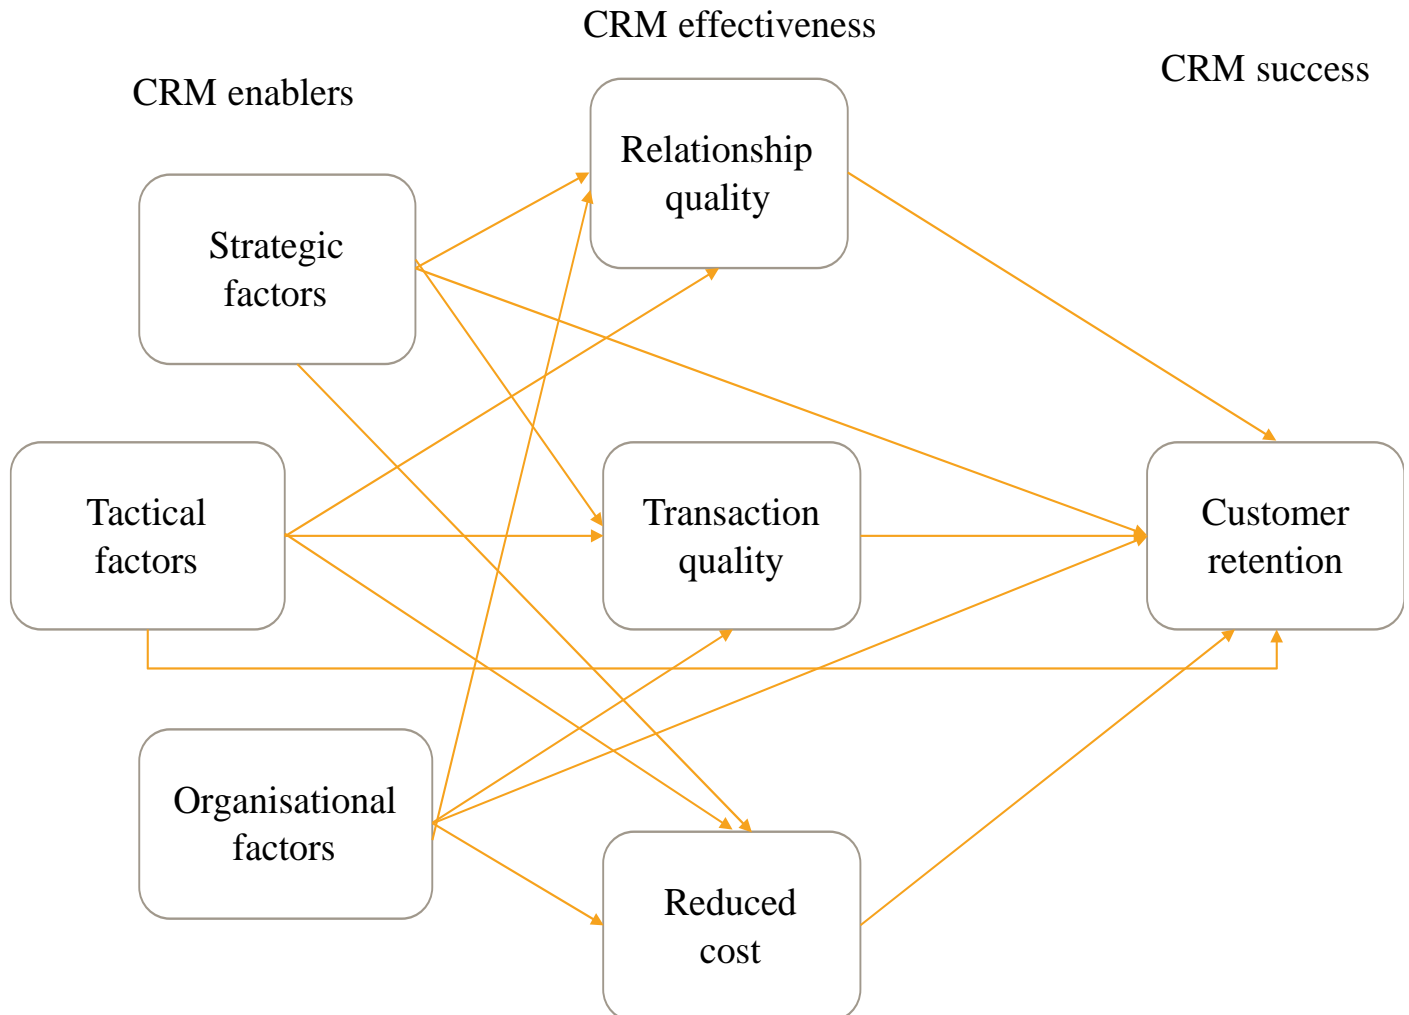 CRM effectiveness
CRM success
CRM enablers
Relationship
quality
Strategic
factors
Tactical
factors
Transaction
quality
Customer
retention
Organisational
factors
Reduced
cost